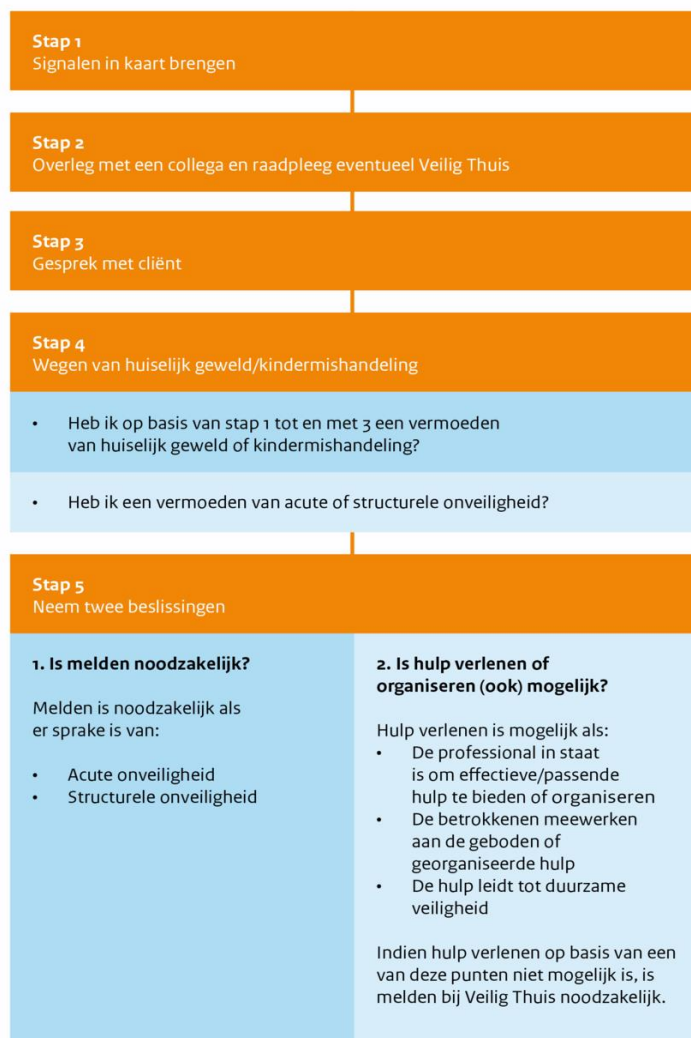 Stap 1
Signalen in kaart brengen
Stap 2
Overleg met een collega en raadpleeg eventueel Veilig Thuis
Stap 3
Gesprek met cliënt
Stap 4
Wegen van huiselijk geweld/kindermishandeling
• Heb ik op basis van stap 1 tot en met 3 een vermoeden
van huiselijk geweld of kindermishandeling?
• Heb ik een vermoeden van acute of structurele onveiligheid?
Stap 5
Neem twee beslissingen
1. Is melden noodzakelijk?
Melden is noodzakelijk als
er sprake is van:
• Acute onveiligheid
• Structurele onveiligheid
2. Is hulp verlenen of
organiseren (ook) mogelijk?
Hulp verlenen is mogelijk als:
• De professional in staat
is om effectieve/passende
hulp te bieden of organiseren
• De betrokkenen meewerken
aan de geboden of
georganiseerde hulp
• De hulp leidt tot duurzame
veiligheid
Indien hulp verlenen op basis van een
van deze punten niet mogelijk is, is
melden bij Veilig Thuis noodzakelijk.